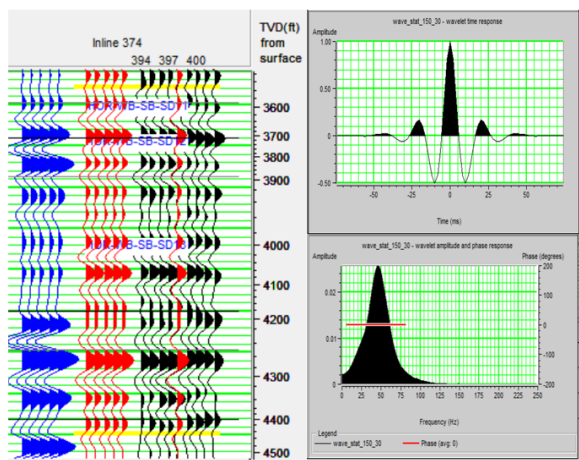 Inline 374
394 397 400
TVD(ft)
from
surface
3600
3700
3800
3900
4000
4100
4200
4300
4400
4500
wave_stat_150_30 - wavelet time response
Amplitude
1.00
0.50
0
-0.50
-50 -25 0 25 50
Time (ms)
wave_stat_150_30 - wavelet amplitude and phase response
Amplitude Phase (degrees)
0.02
0.01
0
200
100
0
-100
-200
0 25 50 75 100 125 150 175 200 225 250
Frequency (Hz)
Legend
wave_stat_150_30 Phase (avg: 0)